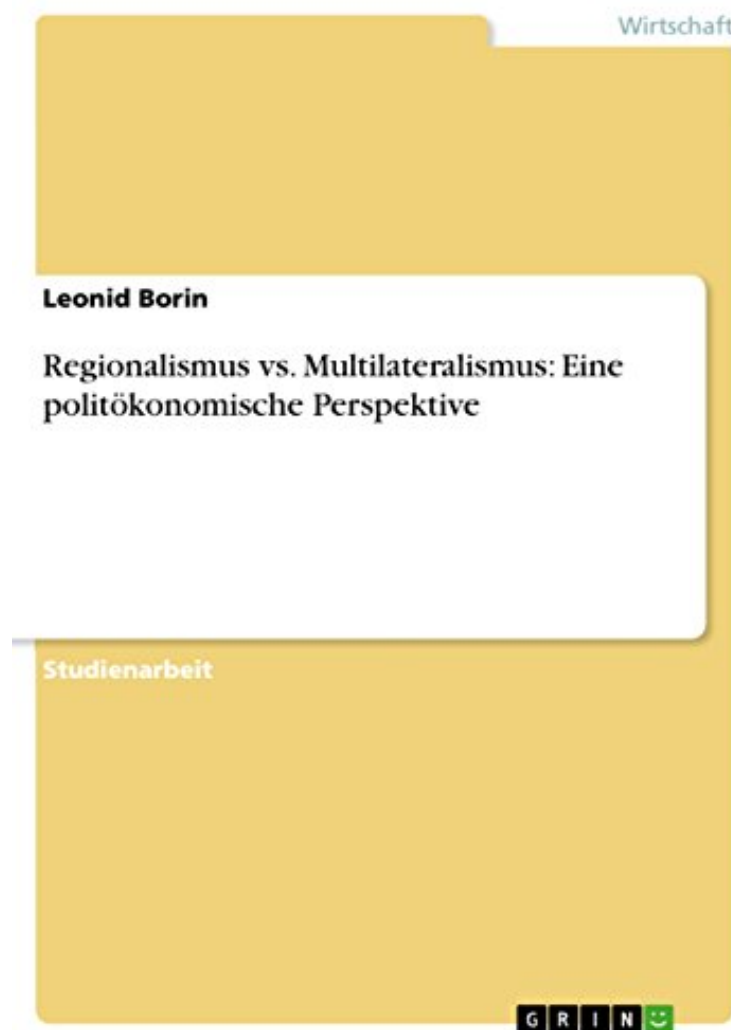 Wirtschaft
Leonid Borin
Regionalismus vs. Multilateralismus: Eine
politökonomische Perspektive
Studienarbeit
GRIN